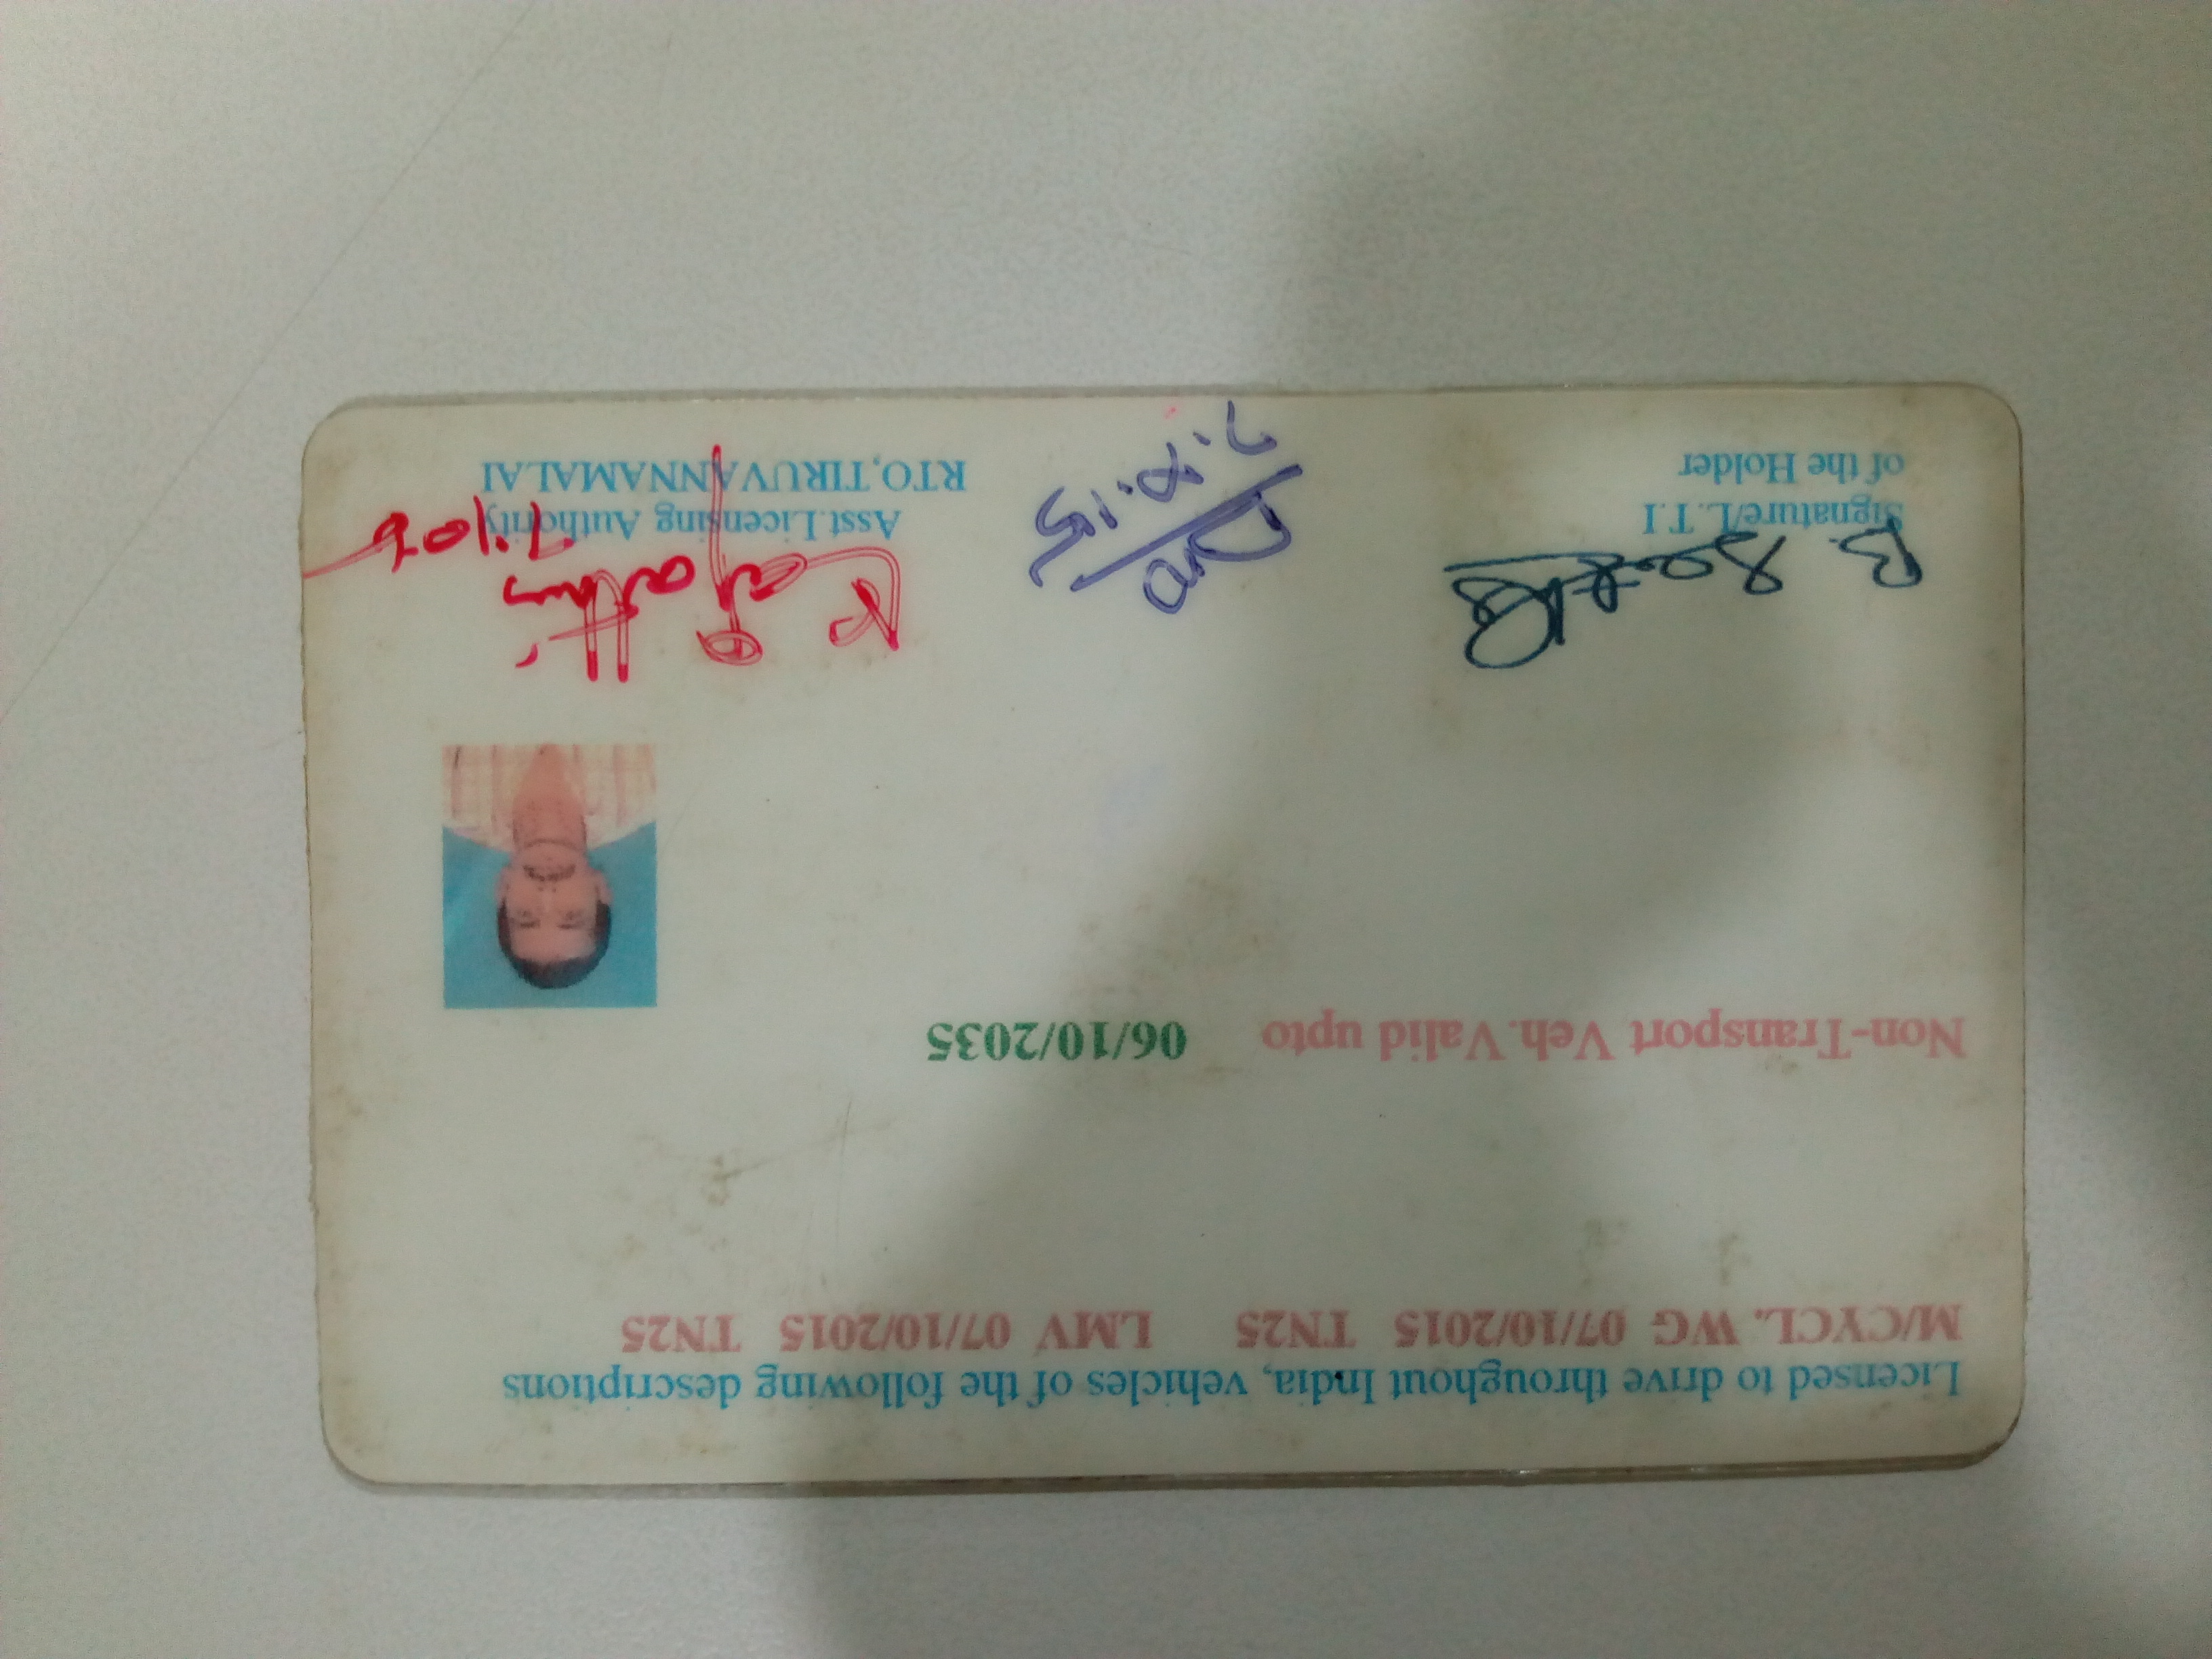 Licensed to drive throughout India, vehicles of the following descriptions
M/CYCL. WG 07/10/2015 TN25 LMV 07/10/2015 TN25
Non-Transport Veh. Valid upto 06/10/2035
Signature/L.T.I
of the Holder
7.X.15
Asst.Licensing Authority
RTO,TIRUVANNAMALAI